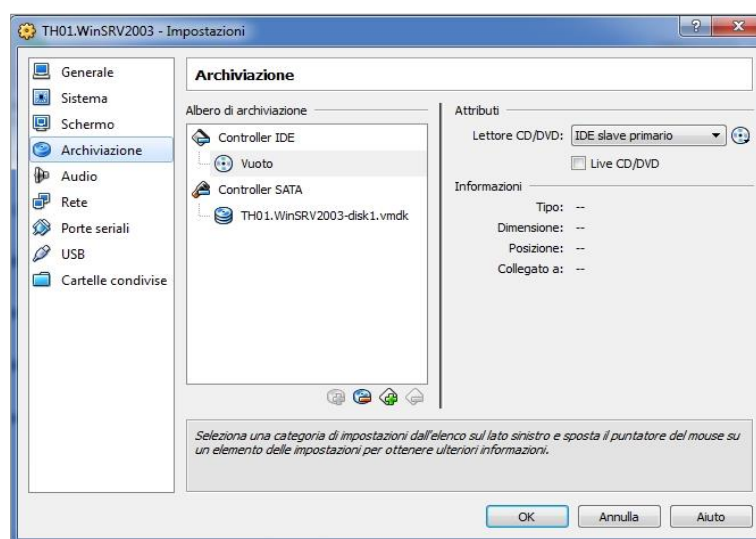 TH01.WinSRV2003 - Impostazioni
?
Generale
Sistema
Schermo
Archiviazione
Audio
Rete
Porte seriali
USB
Cartelle condivise
Archiviazione
Albero di archiviazione
Controller IDE
Vuoto
Controller SATA
TH01.WinSRV2003-disk1.vmdk
Attributi
Lettore CD/DVD: IDE slave primario
Live CD/DVD
Informazioni
Tipo: --
Dimensione: --
Posizione: --
Collegato a: --
Seleziona una categoria di impostazioni dall'elenco sul lato sinistro e sposta il puntatore del mouse su
un elemento delle impostazioni per ottenere ulteriori informazioni.
OK Annulla Aiuto